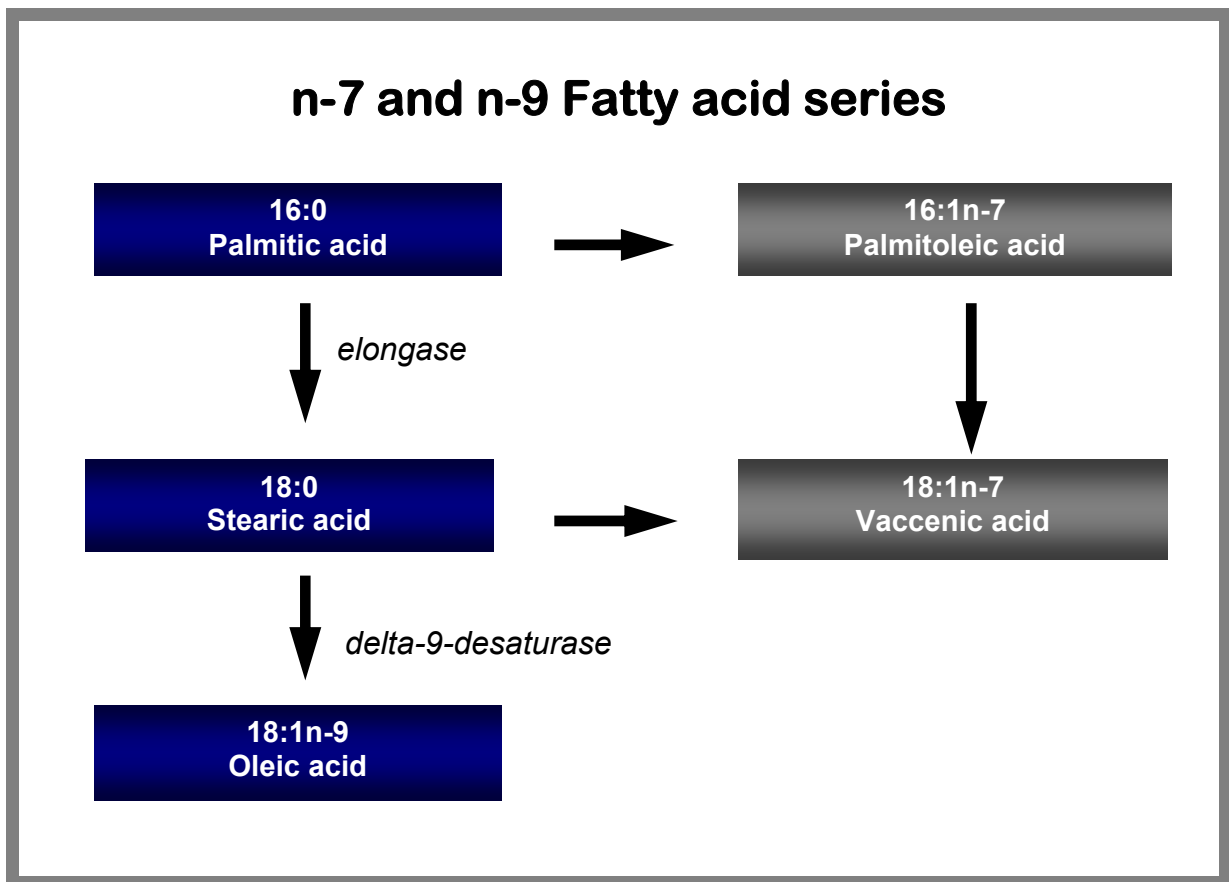 n-7 and n-9 Fatty acid series
16:0
Palmitic acid
16:1n-7
Palmitoleic acid
elongase
18:0
Stearic acid
18:1n-7
Vaccenic acid
delta-9-desaturase
18:1n-9
Oleic acid